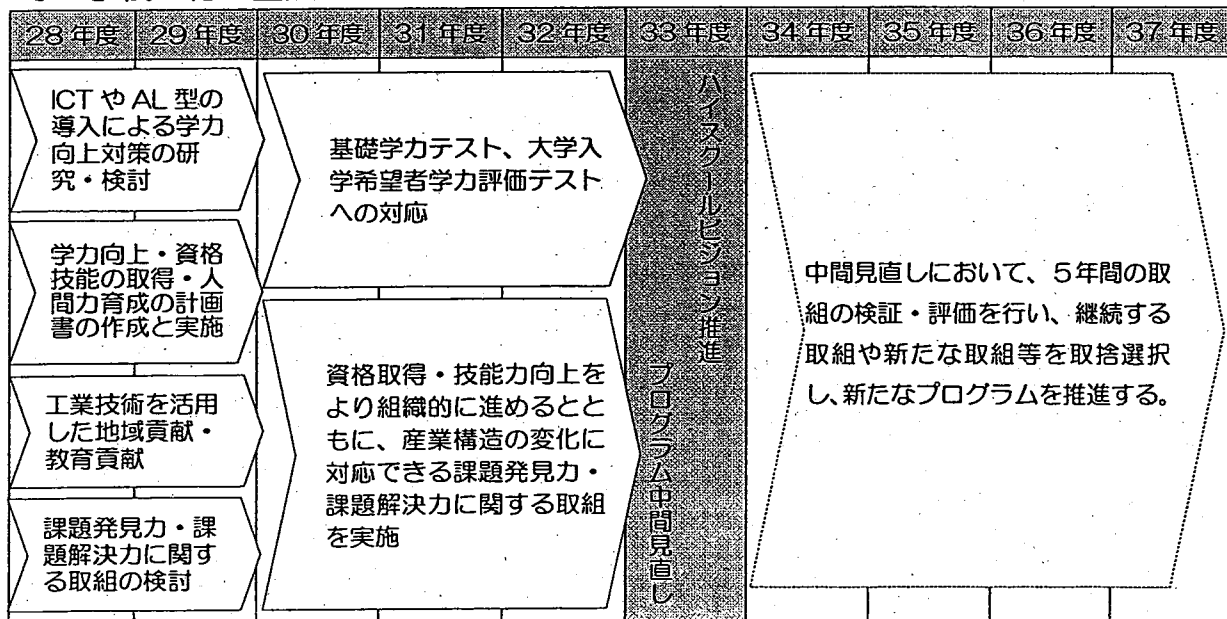 28年度 29年度 30年度 31年度 32年度 33年度 34年度 35年度 36年度 37年度
ICTやAL型の
導入による学力
向上対策の研
究・検討
学力向上・資格
技能の取得・人
間力育成の計画
書の作成と実施
工業技術を活用
した地域貢献・
教育貢献
課題発見力・課
題解決力に関す
る取組の検討
基礎学力テスト、大学入
学希望者学力評価テスト
への対応
資格取得・技能力向上を
より組織的に進めるとと
もに、産業構造の変化に
対応できる課題発見力・
課題解決力に関する取組
を実施
ハイスクールビジョン推進
プログラム中間見直し
中間見直しにおいて、5年間の取
組の検証・評価を行い、継続する
取組や新たな取組等を取捨選択
し、新たなプログラムを推進する。